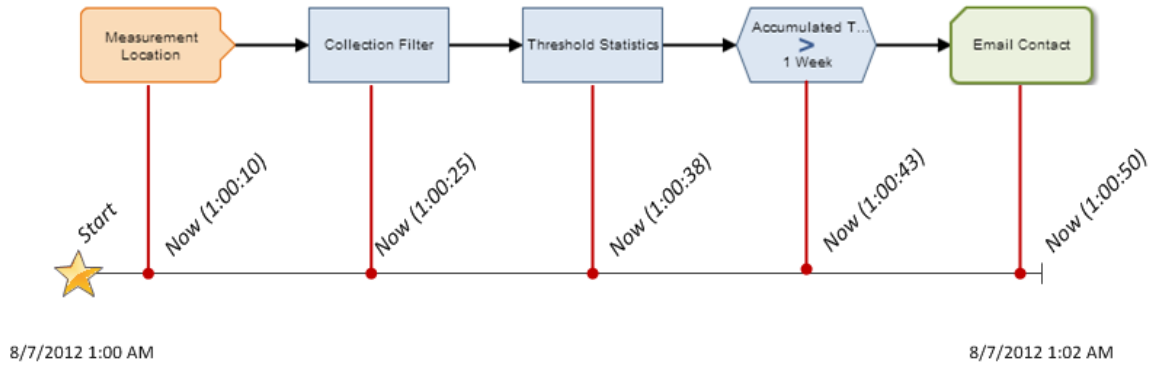 Measurement
Location
Collection Filter
Threshold Statistics
Accumulated T...
>
1 Week
Email Contact
Start
Now (1:00:10)
Now (1:00:25)
Now (1:00:38)
Now (1:00:43)
Now (1:00:50)
8/7/2012 1:00 AM
8/7/2012 1:02 AM